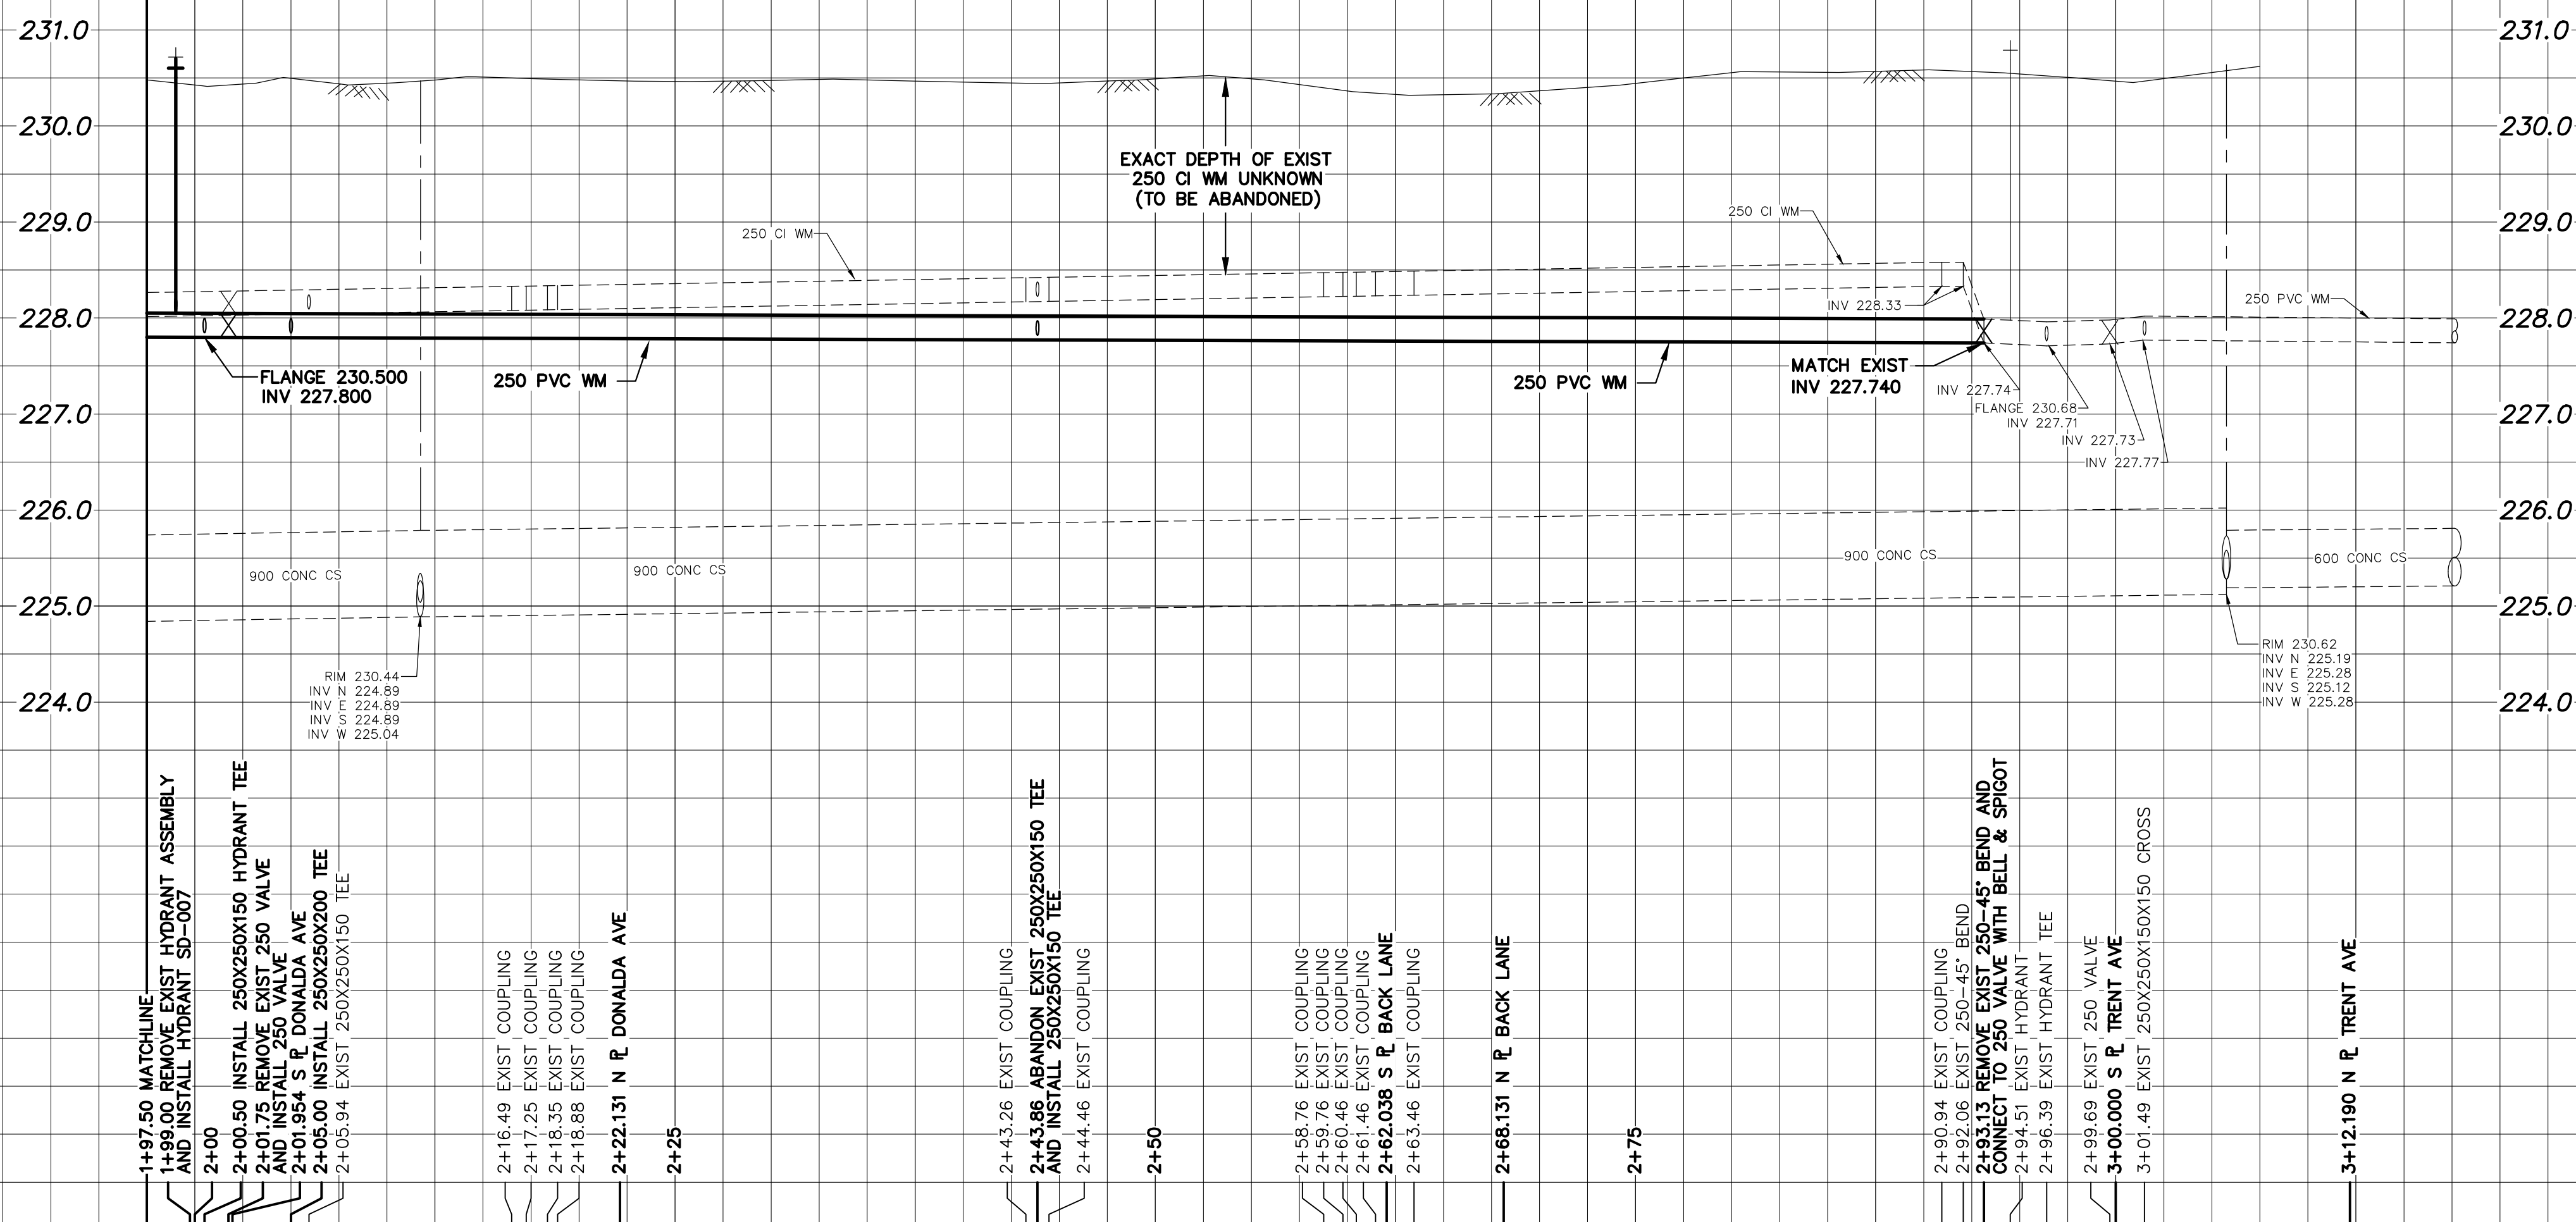 231.0
231.0
230.0
230.0
EXACT DEPTH OF EXIST
250 CI WM UNKNOWN
(TO BE ABANDONED)
229.0
229.0
250 CI WM
250 CI WM
INV 228.33
250 PVC WM
228.0
228.0
FLANGE 230.500
INV 227.800
250 PVC WM
250 PVC WM
MATCH EXIST
INV 227.740
INV 227.74
FLANGE 230.68
INV 227.71
INV 227.73
INV 227.77
227.0
227.0
226.0
226.0
900 CONC CS
900 CONC CS
900 CONC CS
600 CONC CS
225.0
225.0
RIM 230.44
INV N 224.89
INV E 224.89
INV S 224.89
INV W 225.04
RIM 230.62
INV N 225.19
INV E 225.28
INV S 225.12
INV W 225.28
224.0
224.0
1+97.50 MATCHLINE
1+99.00 REMOVE EXIST HYDRANT ASSEMBLY
AND INSTALL HYDRANT SD-007
2+00
2+00.50 INSTALL 250X250X150 HYDRANT TEE
2+01.75 REMOVE EXIST 250 VALVE
AND INSTALL 250 VALVE
2+01.954 S PL DONALDA AVE
2+05.00 INSTALL 250X250X200 TEE
2+05.94 EXIST 250X250X150 TEE
2+16.49 EXIST COUPLING
2+17.25 EXIST COUPLING
2+18.35 EXIST COUPLING
2+18.88 EXIST COUPLING
2+22.131 N PL DONALDA AVE
2+25
2+43.26 EXIST COUPLING
2+43.86 ABANDON EXIST 250X250X150 TEE
AND INSTALL 250X250X150 TEE
2+44.46 EXIST COUPLING
2+50
2+58.76 EXIST COUPLING
2+59.76 EXIST COUPLING
2+60.46 EXIST COUPLING
2+61.46 EXIST COUPLING
2+62.038 S PL BACK LANE
2+63.46 EXIST COUPLING
2+68.131 N PL BACK LANE
2+75
2+90.94 EXIST COUPLING
2+92.06 EXIST 250-45° BEND
2+93.13 REMOVE EXIST 250-45° BEND AND
CONNECT TO 250 VALVE WITH BELL & SPIGOT
2+94.51 EXIST HYDRANT
2+96.39 EXIST HYDRANT TEE
2+99.69 EXIST 250 VALVE
3+00.000 S PL TRENT AVE
3+01.49 EXIST 250X250X150X150 CROSS
3+12.190 N PL TRENT AVE